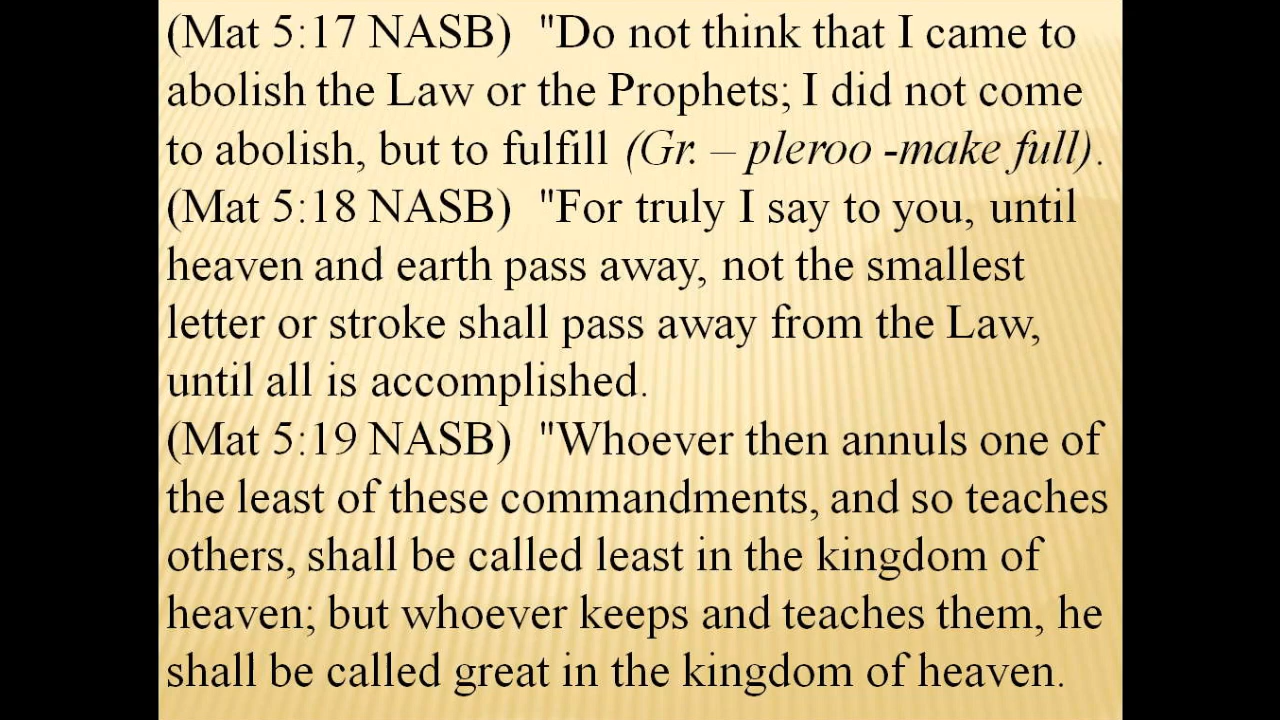 (Mat 5:17 NASB)  "Do not think that I came to
abolish the Law or the Prophets; I did not come
to abolish, but to fulfill (Gr. – pleroo -make full).
(Mat 5:18 NASB)  "For truly I say to you, until
heaven and earth pass away, not the smallest
letter or stroke shall pass away from the Law,
until all is accomplished.
(Mat 5:19 NASB)  "Whoever then annuls one of
the least of these commandments, and so teaches
others, shall be called least in the kingdom of
heaven; but whoever keeps and teaches them, he
shall be called great in the kingdom of heaven.